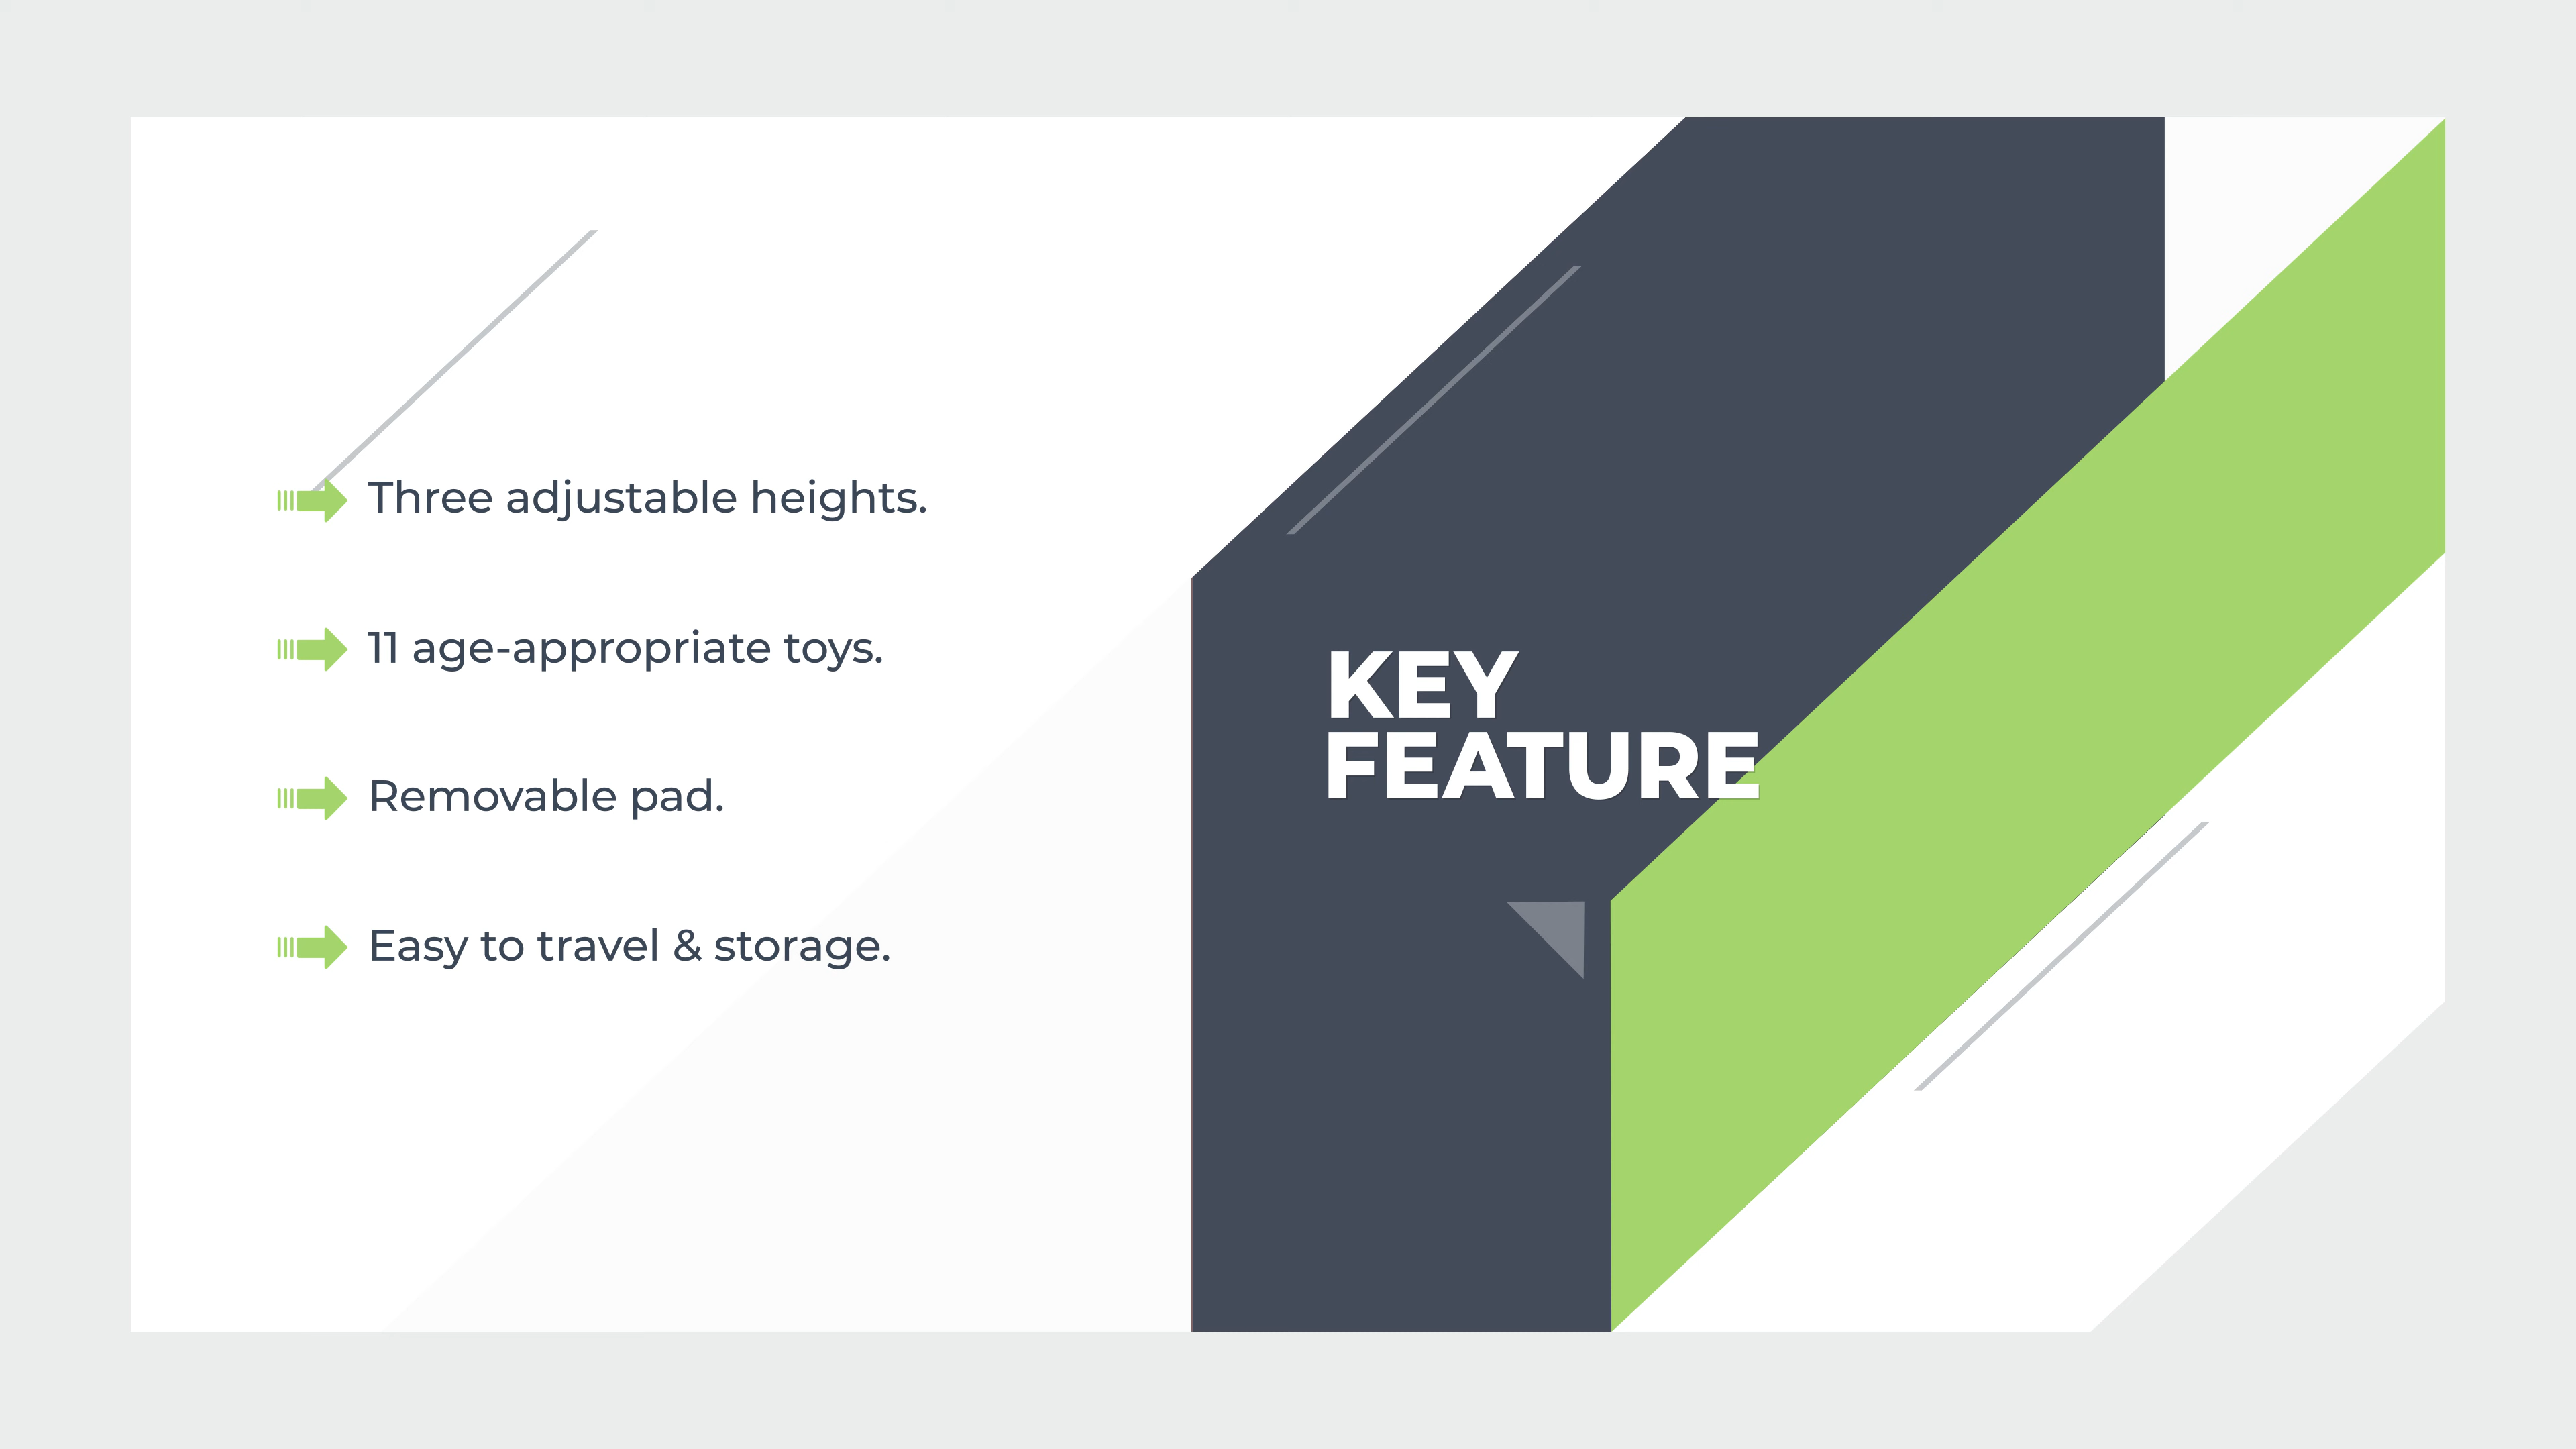 Three adjustable heights.
11 age-appropriate toys.
Removable pad.
Easy to travel & storage.
KEY
FEATURE